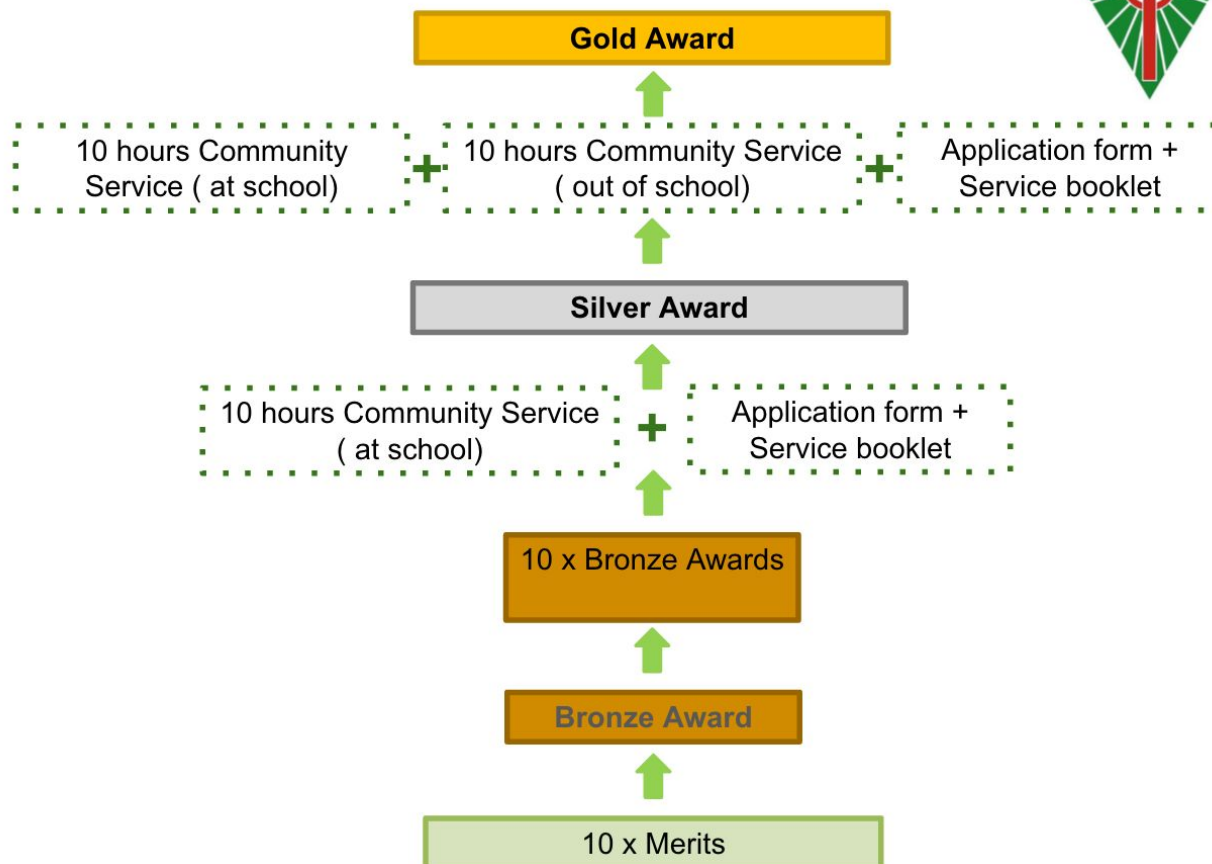 Gold Award
10 hours Community
Service ( at school)
+
10 hours Community Service
( out of school)
+
Application form +
Service booklet
Silver Award
10 hours Community Service
( at school)
+
Application form +
Service booklet
10 x Bronze Awards
Bronze Award
10 x Merits